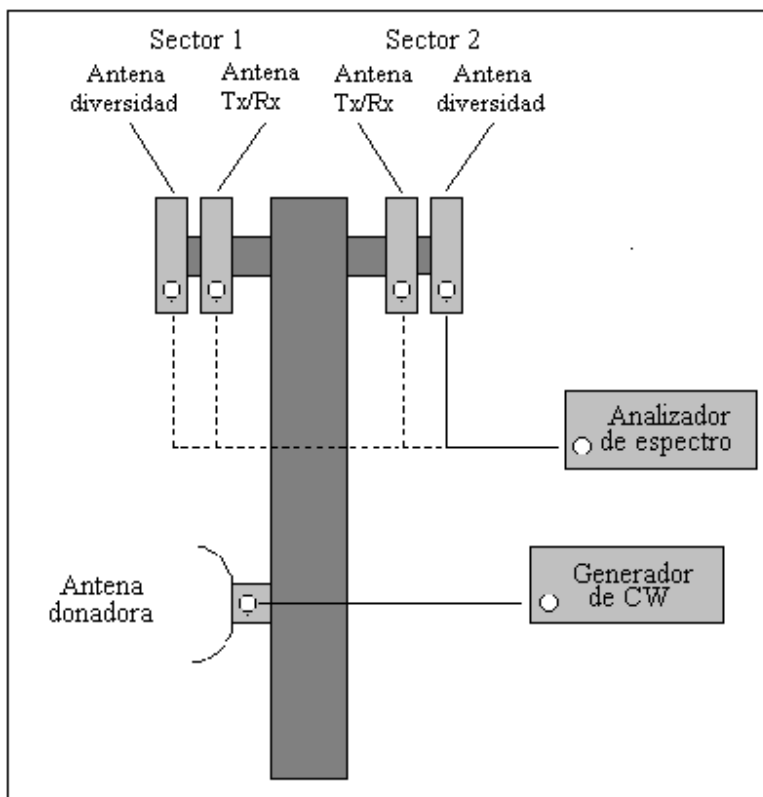 Sector 1
Sector 2
Antena
diversidad
Antena
Tx/Rx
Antena
Tx/Rx
Antena
diversidad
Analizador
de espectro
Antena
donadora
Generador
de CW